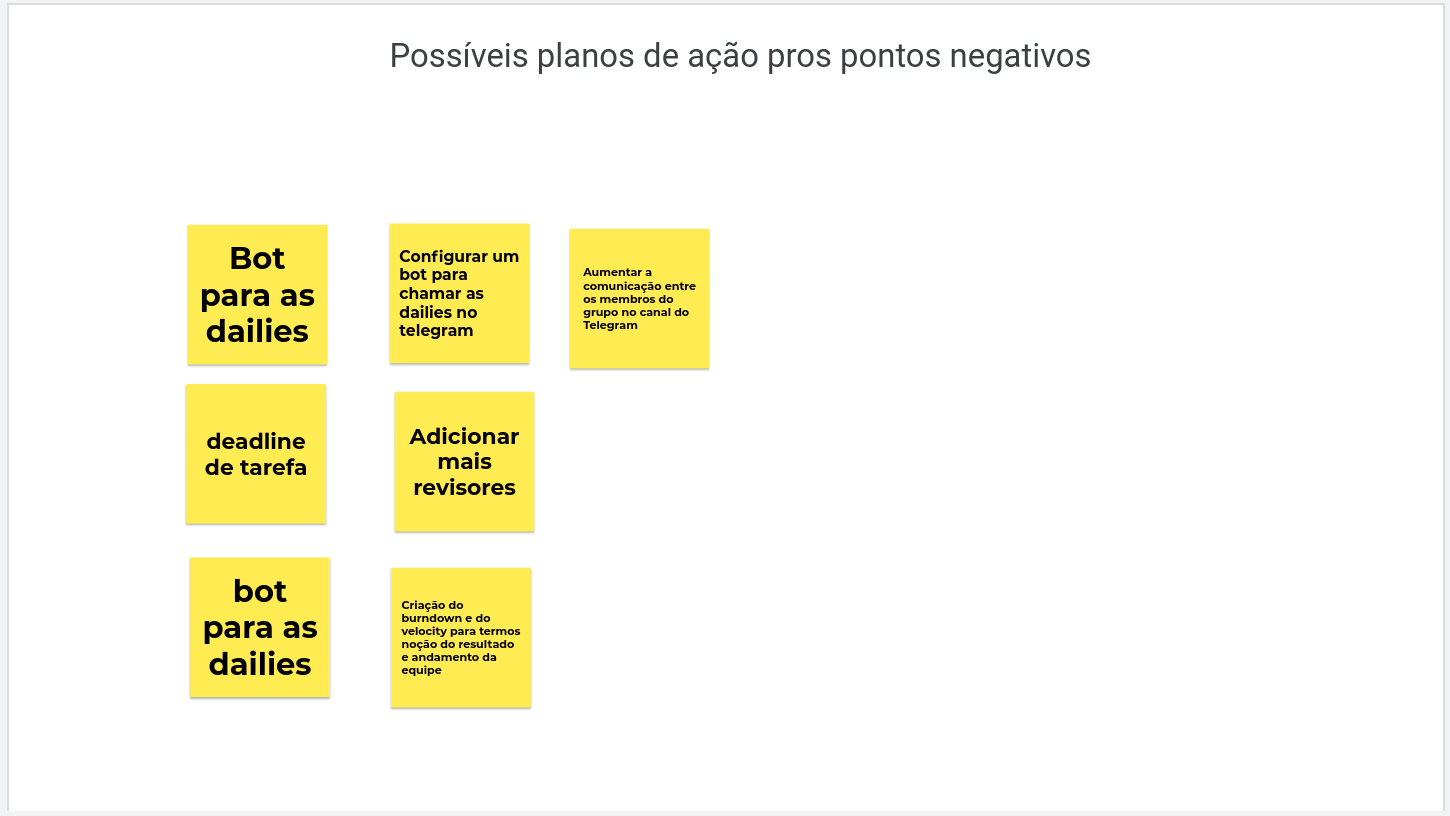 Possíveis planos de ação pros pontos negativos
Bot
para as
dailies
Configurar um
bot para
chamar as
dailies no
telegram
Aumentar a
comunicação entre
os membros do
grupo no canal do
Telegram
deadline
de tarefa
Adicionar
mais
revisores
bot
para as
dailies
Criação do
burndown e do
velocity para termos
noção do resultado
e andamento da
equipe